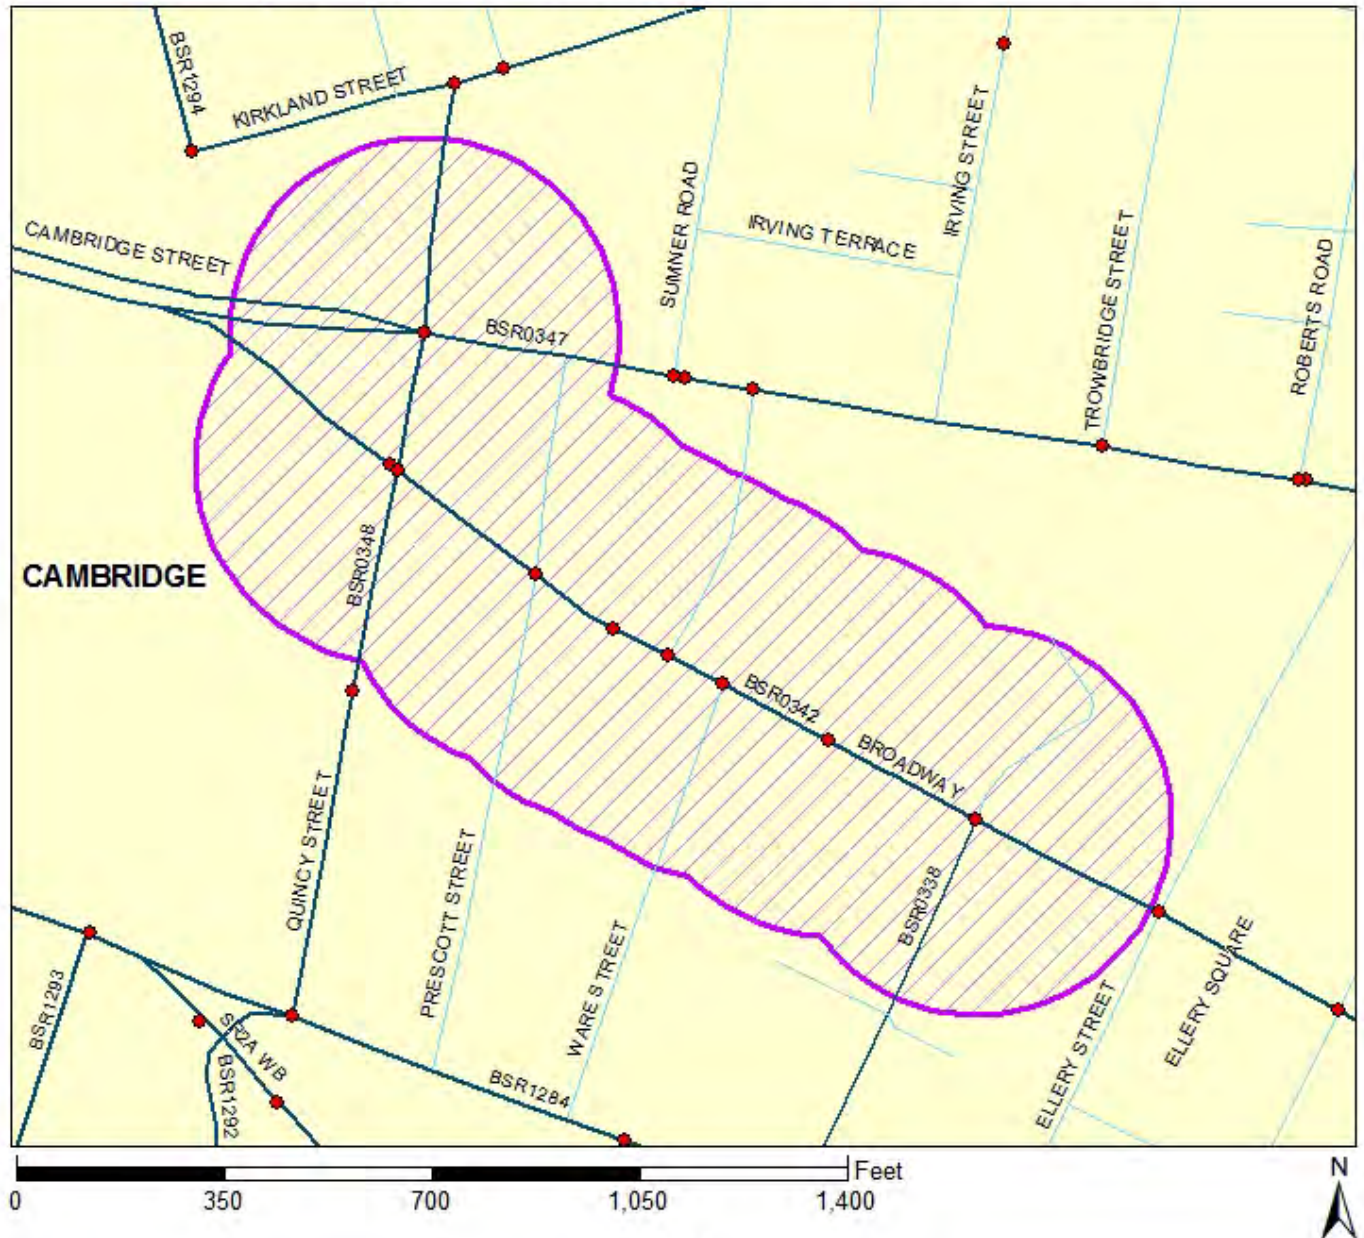 BSR1294
KIRKLAND STREET
CAMBRIDGE STREET
SUMNER ROAD
IRVING STREET
IRVING TERRACE
TROWBRIDGE STREET
ROBERTS ROAD
BSR0347
BSR0348
CAMBRIDGE
BSR0342
BROADWAY
QUINCY STREET
PRESCOTT STREET
WARE STREET
BSR0338
ELLERY STREET
ELLERY SQUARE
BSR1293
SR2A WB
BSR1292
BSR1284
Feet
0 350 700 1,050 1,400
N